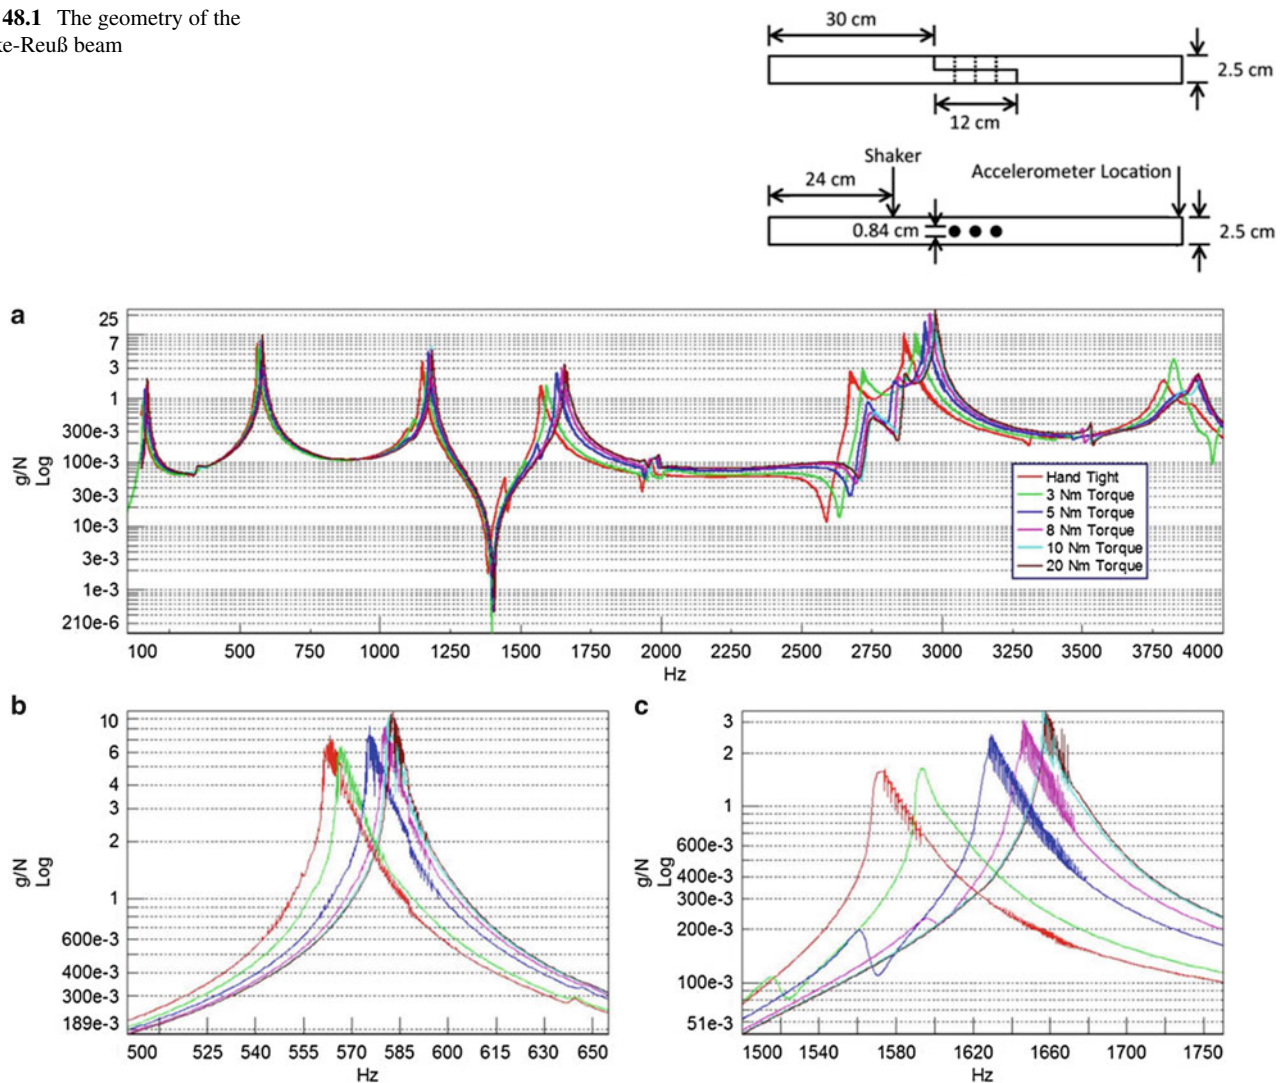 48.1 The geometry of the
ke-Reuß beam
30 cm
2.5 cm
12 cm
Shaker
24 cm
Accelerometer Location
0.84 cm
2.5 cm
a
g/N
Log
25
7
3
1
300e-3
100e-3
30e-3
10e-3
3e-3
1e-3
210e-6
Hand Tight
3 Nm Torque
5 Nm Torque
8 Nm Torque
10 Nm Torque
20 Nm Torque
100 500 750 1000 1250 1500 1750 2000 2250 2500 2750 3000 3250 3500 3750 4000
Hz
b
g/N
Log
10
6
4
3
2
1
600e-3
400e-3
300e-3
189e-3
500 525 540 555 570 585 600 615 630 650
Hz
c
g/N
Log
3
2
1
600e-3
400e-3
300e-3
200e-3
100e-3
51e-3
1500 1540 1580 1620 1660 1700 1750
Hz